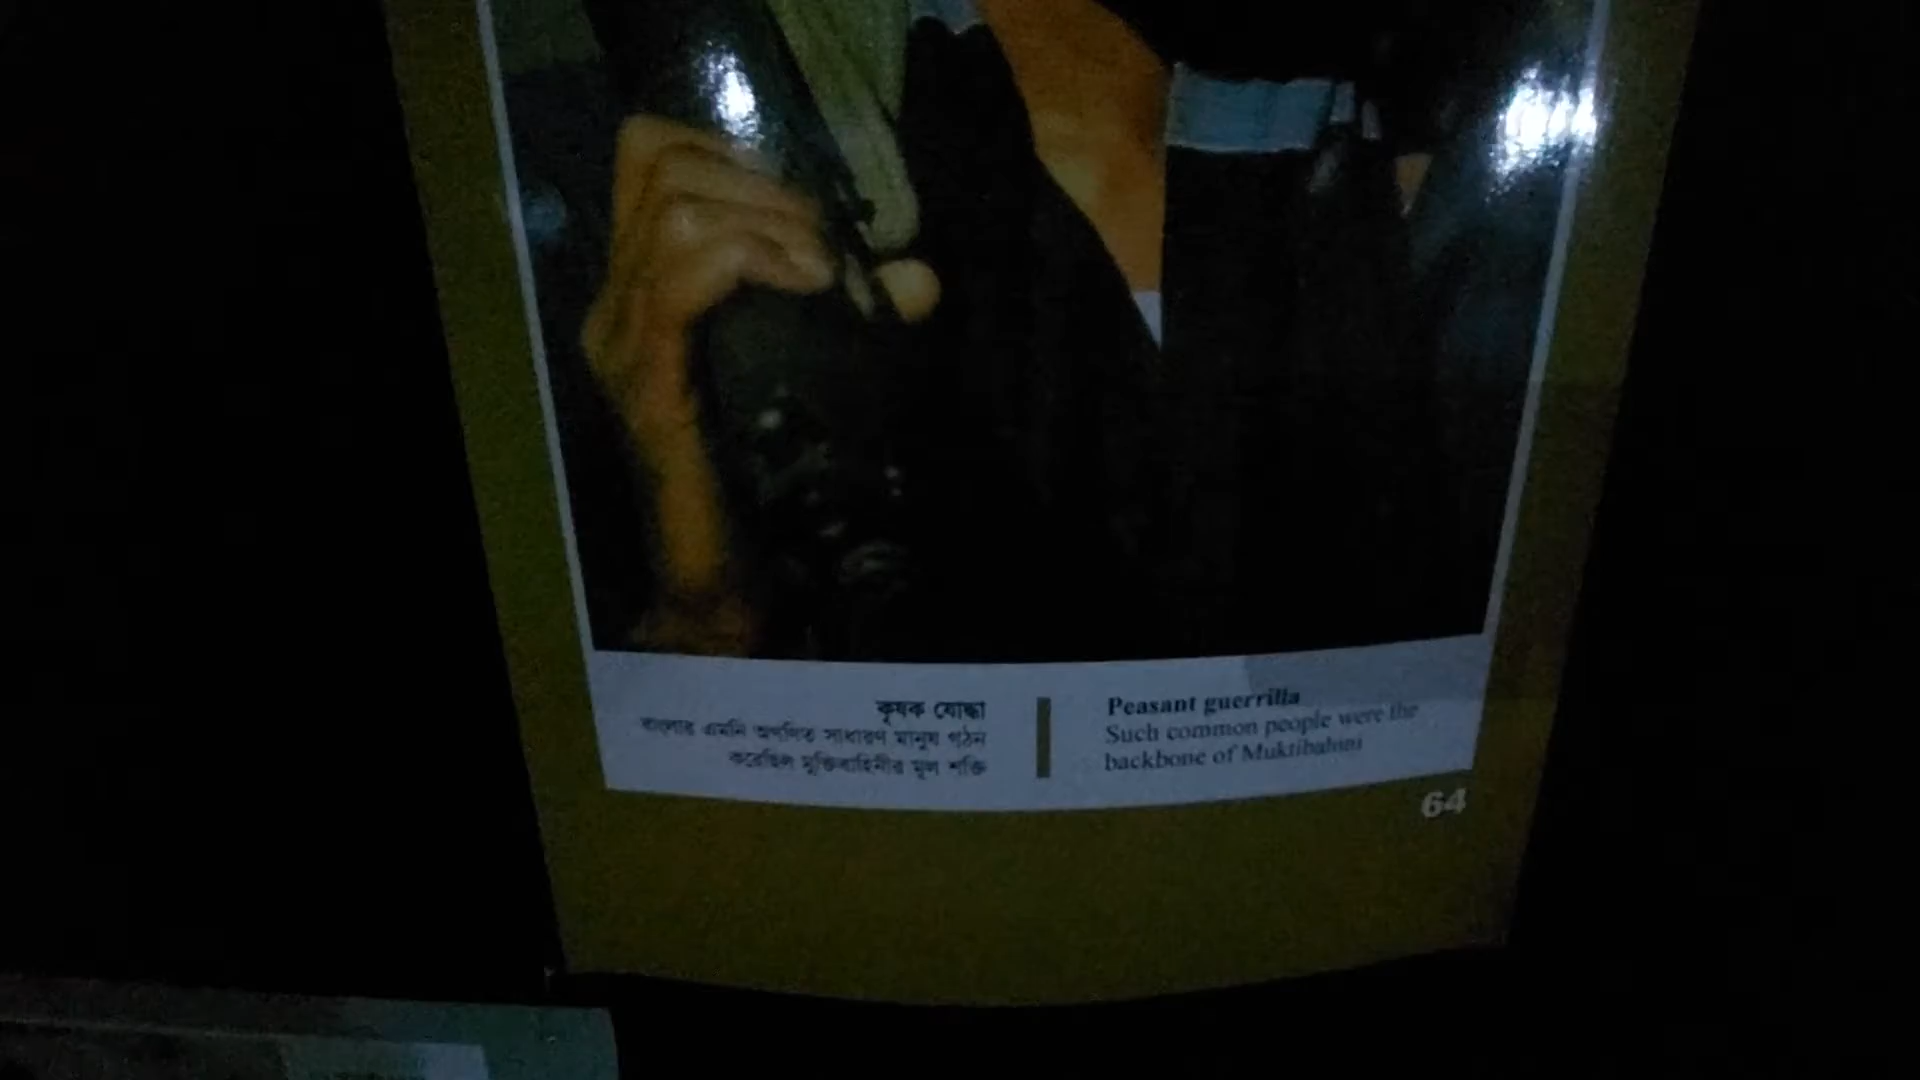 কৃষক যোদ্ধা
বাংলার এমনি অগণিত সাধারণ মানুষ গঠন
করেছিল মুক্তিবাহিনীর মূল শক্তি
Peasant guerrilla
Such common people were the
backbone of Muktibahini
64